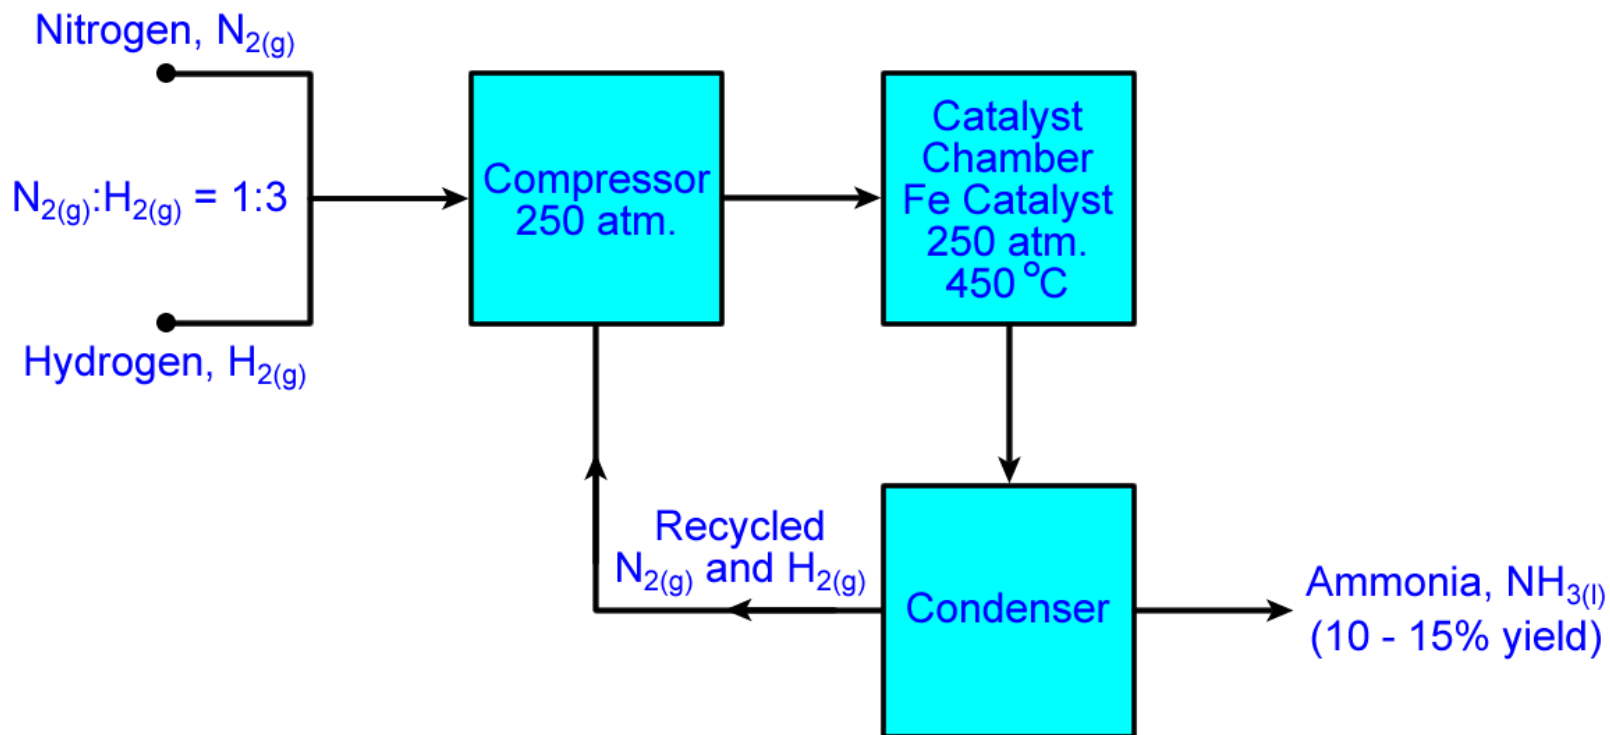 Nitrogen, N₂(g)
N₂(g):H₂(g) = 1:3
Hydrogen, H₂(g)
Compressor
250 atm.
Catalyst
Chamber
Fe Catalyst
250 atm.
450 °C
Recycled
N₂(g) and H₂(g)
Condenser
Ammonia, NH₃(l)
(10 - 15% yield)